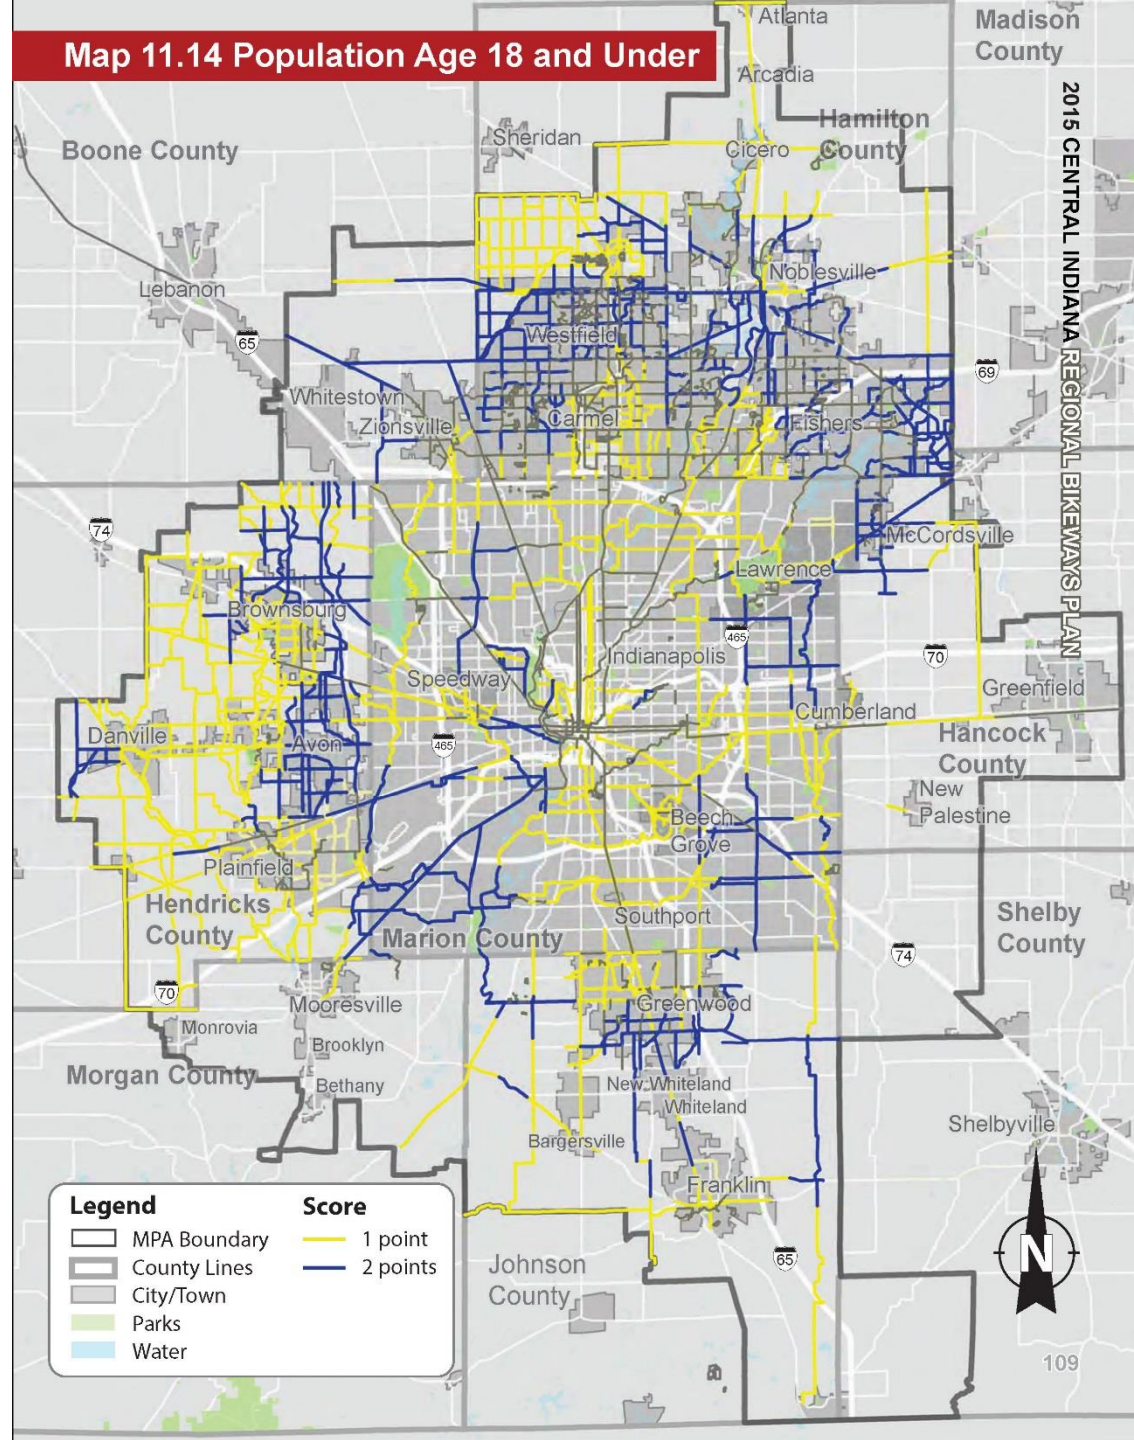 Map 11.14 Population Age 18 and Under
Atlanta
Madison
County
Arcadia
Hamilton
County
Sheridan
Cicero
Boone County
2015 CENTRAL INDIANA REGIONAL BIKEWAYS PLAN
Noblesville
Lebanon
Westfield
65
69
Whitestown
Zionsville
Carmel
Fishers
74
McCordsville
Lawrence
Brownsburg
465
70
Indianapolis
Speedway
Greenfield
Cumberland
Danville
Avon
465
Hancock
County
New
Palestine
Beech
Grove
Plainfield
Hendricks
County
Southport
Shelby
County
Marion County
74
70
Mooresville
Greenwood
Monrovia
Brooklyn
Morgan County
Bethany
New Whiteland
Whiteland
Shelbyville
Bargersville
Franklin
Legend
MPA Boundary
County Lines
City/Town
Parks
Water
Score
1 point
2 points
Johnson
County
65
N
109